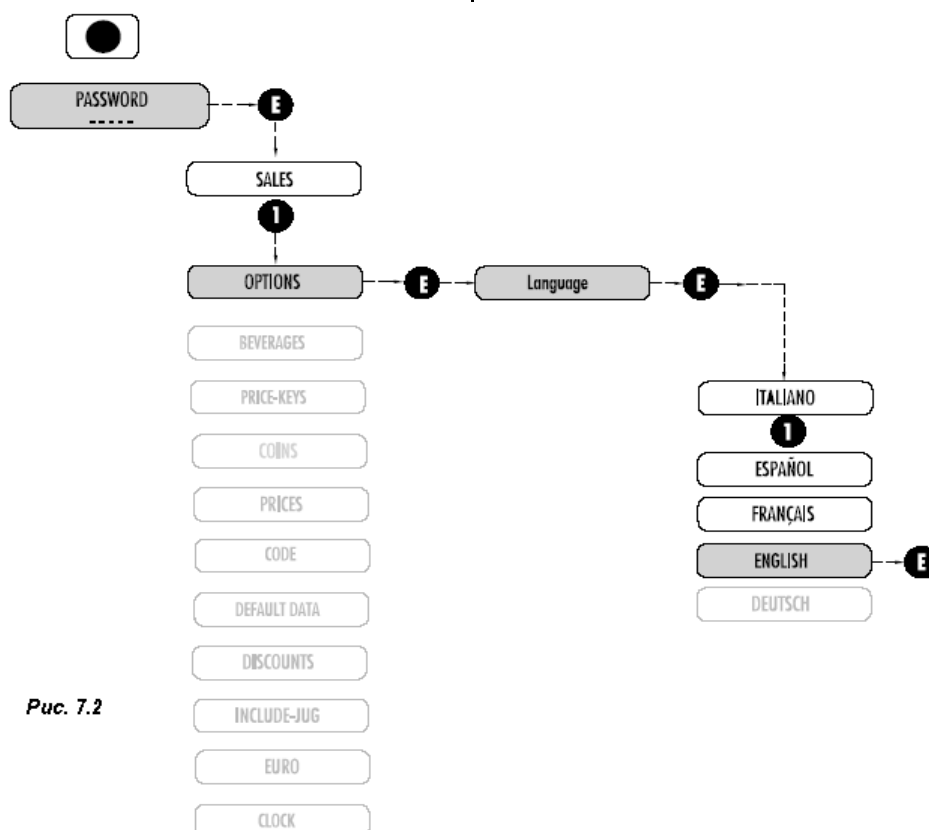 PASSWORD
-----
E
SALES
1
OPTIONS
E
Language
E
BEVERAGES
PRICE-KEYS
COINS
PRICES
CODE
DEFAULT DATA
DISCOUNTS
INCLUDE-JUG
EURO
CLOCK
ITALIANO
1
ESPAÑOL
FRANÇAIS
ENGLISH
E
DEUTSCH
Рис. 7.2